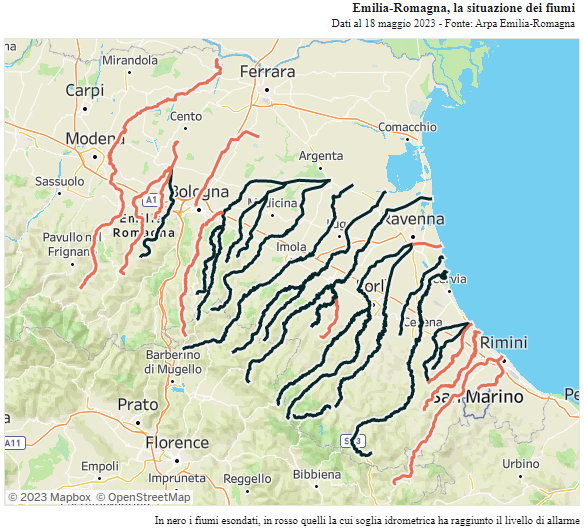 Emilia-Romagna, la situazione dei fiumi
Dati al 18 maggio 2023 - Fonte: Arpa Emilia-Romagna
Mirandola
Ferrara
Carpi
Cento
Modena
Comacchio
Argenta
Sassuolo
A1
Bologna
Medicina
Emilia-
Romagna
Lugo
Ravenna
Pavullo nel
Frignano
Imola
Forlì
Cervia
Cesena
Rimini
Barberino
di Mugello
San Marino
Prato
A11
Florence
Empoli
Impruneta
Reggello
Bibbiena
Urbino
© 2023 Mapbox © OpenStreetMap
In nero i fiumi esondati, in rosso quelli la cui soglia idrometrica ha raggiunto il livello di allarme